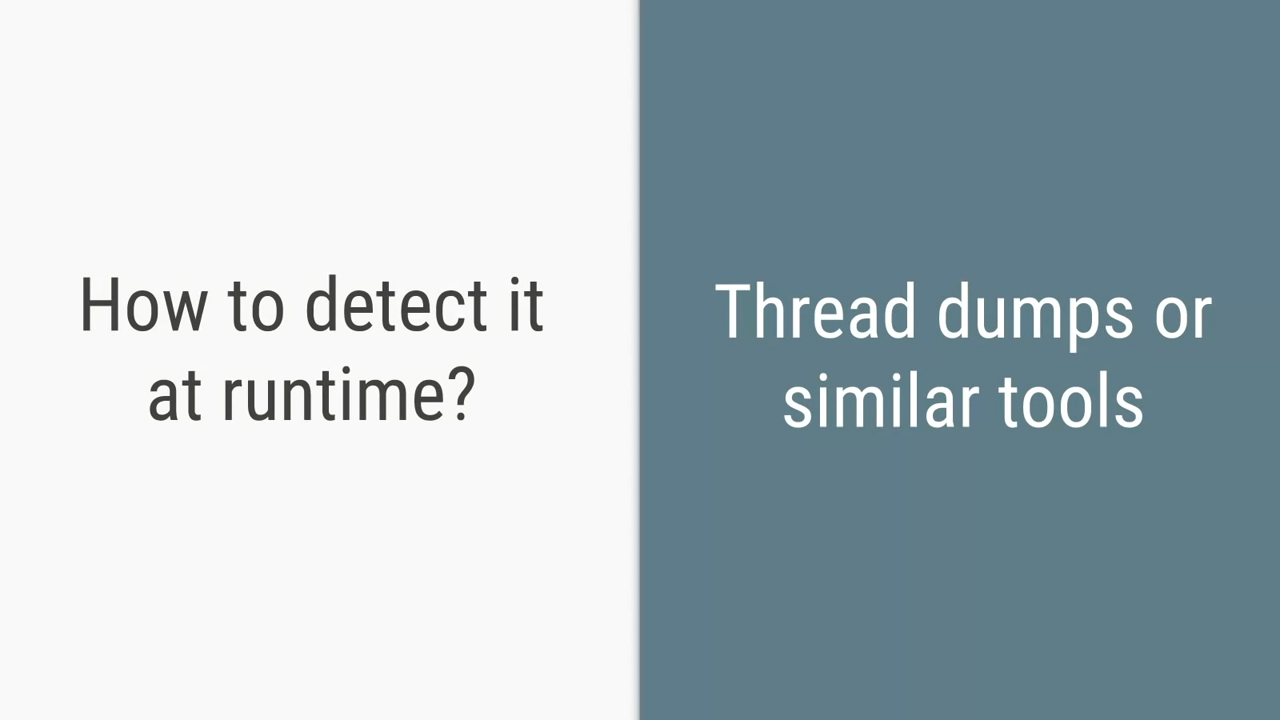 How to detect it
at runtime?
Thread dumps or
similar tools